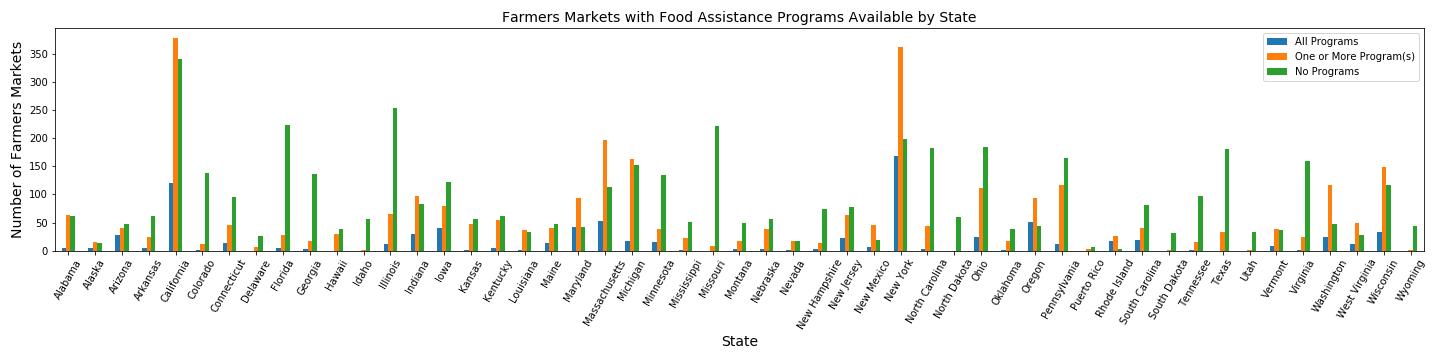 Farmers Markets with Food Assistance Programs Available by State
All Programs
One or More Program(s)
No Programs
Number of Farmers Markets
350
300
250
200
150
100
50
0
Alabama
Alaska
Arizona
Arkansas
California
Colorado
Connecticut
Delaware
Florida
Georgia
Hawaii
Idaho
Illinois
Indiana
Iowa
Kansas
Kentucky
Louisiana
Maine
Maryland
Massachusetts
Michigan
Minnesota
Mississippi
Missouri
Montana
Nebraska
Nevada
New Hampshire
New Jersey
New Mexico
New York
North Carolina
North Dakota
Ohio
Oklahoma
Oregon
Pennsylvania
Puerto Rico
Rhode Island
South Carolina
South Dakota
Tennessee
Texas
Utah
Vermont
Virginia
Washington
West Virginia
Wisconsin
Wyoming
State